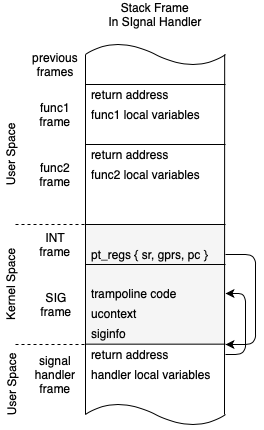 Stack Frame
In SIgnal Handler
previous
frames
User Space
func1
frame
return address
func1 local variables
func2
frame
return address
func2 local variables
Kernel Space
INT
frame
pt_regs { sr, gprs, pc }
SIG
frame
trampoline code
ucontext
siginfo
User Space
signal
handler
frame
return address
handler local variables